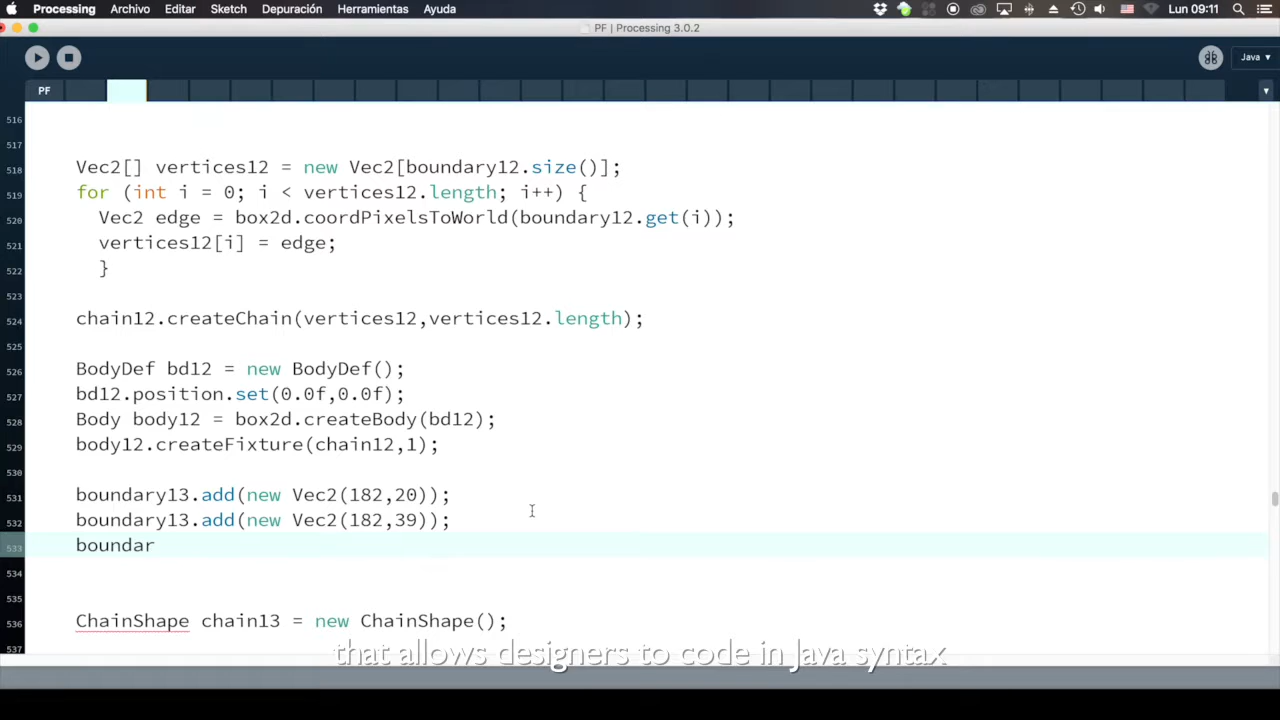 Processing Archivo Editar Sketch Depuración Herramientas Ayuda Lun 09:11
PF | Processing 3.0.2
Java
PF
516
517
518 Vec2[] vertices12 = new Vec2[boundary12.size()];
519 for (int i = 0; i < vertices12.length; i++) {
520 Vec2 edge = box2d.coordPixelsToWorld(boundary12.get(i));
521 vertices12[i] = edge;
522 }
523
524 chain12.createChain(vertices12,vertices12.length);
525
526 BodyDef bd12 = new BodyDef();
527 bd12.position.set(0.0f,0.0f);
528 Body body12 = box2d.createBody(bd12);
529 body12.createFixture(chain12,1);
530
531 boundary13.add(new Vec2(182,20));
532 boundary13.add(new Vec2(182,39));
533 boundar
534
535
536 ChainShape chain13 = new ChainShape();
537
that allows designers to code in Java syntax